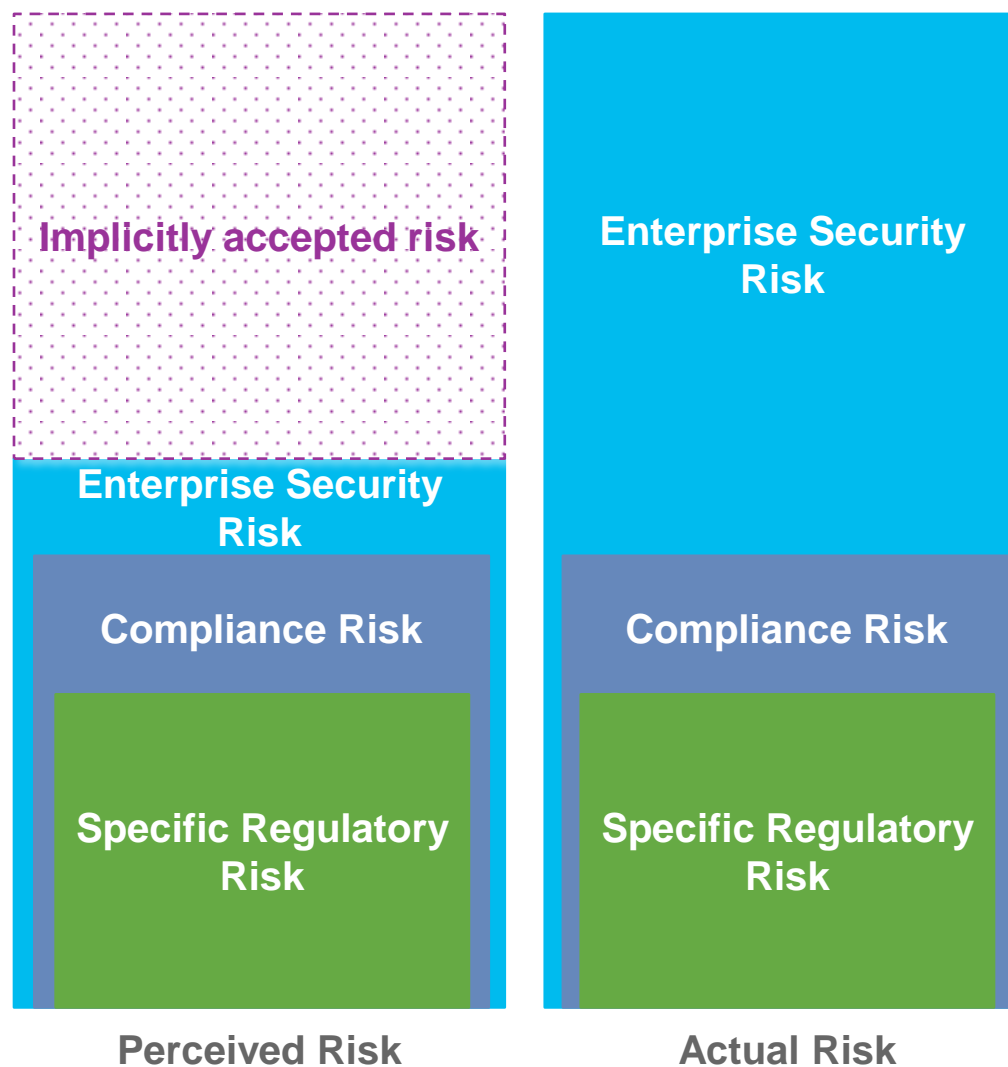 Implicitly accepted risk
Enterprise Security
Risk
Compliance Risk
Specific Regulatory
Risk
Perceived Risk
Enterprise Security
Risk
Compliance Risk
Specific Regulatory
Risk
Actual Risk